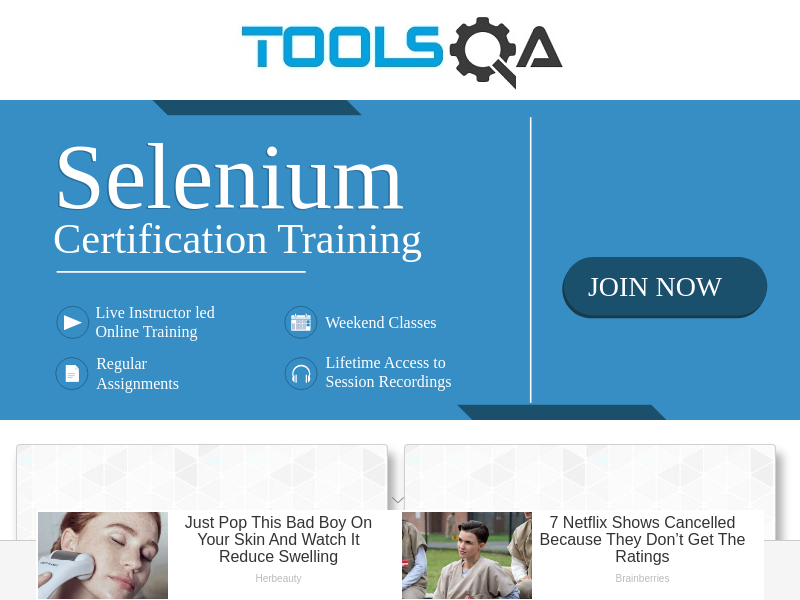 TOOLSQA
Selenium
Certification Training
JOIN NOW
Live Instructor led
Online Training
Weekend Classes
Regular
Assignments
Lifetime Access to
Session Recordings
Just Pop This Bad Boy On
Your Skin And Watch It
Reduce Swelling
Herbeauty
7 Netflix Shows Cancelled
Because They Don’t Get The
Ratings
Brainberries